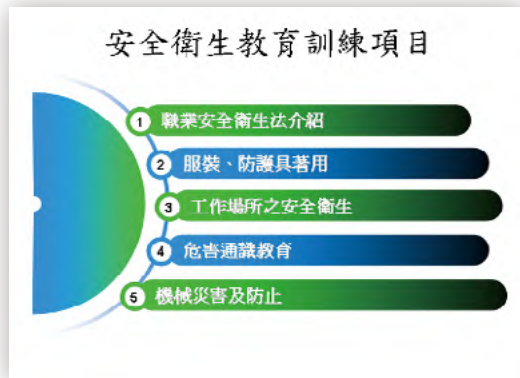 安全衛生教育訓練項目
1 職業安全衛生法介紹
2 服裝、防護具著用
3 工作場所之安全衛生
4 危害通識教育
5 機械災害及防止